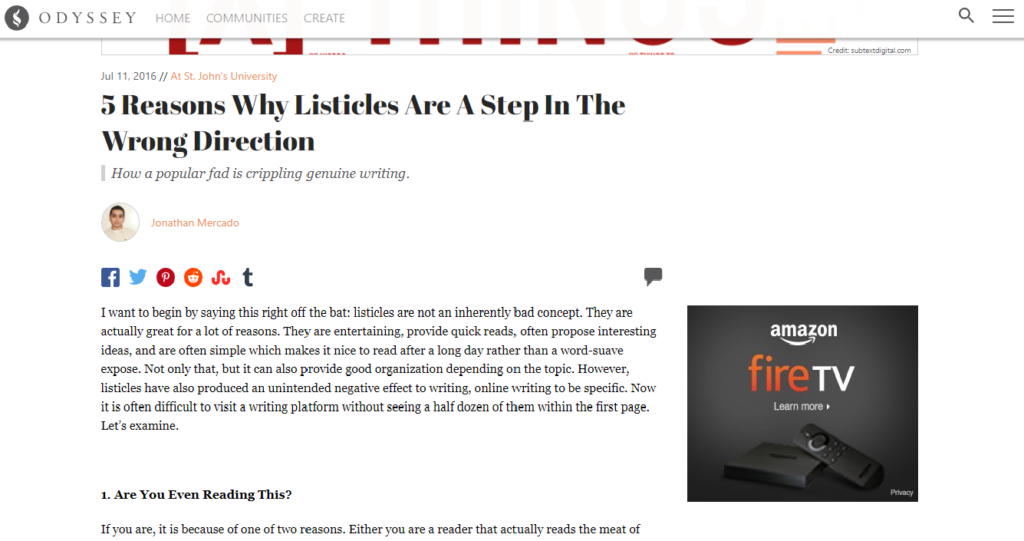 ODYSSEY HOME COMMUNITIES CREATE
THINGS
Credit: subtextdigital.com
Jul 11, 2016 // At St. John's University
5 Reasons Why Listicles Are A Step In The
Wrong Direction
How a popular fad is crippling genuine writing.
Jonathan Mercado
I want to begin by saying this right off the bat: listicles are not an inherently bad concept. They are
actually great for a lot of reasons. They are entertaining, provide quick reads, often propose interesting
ideas, and are often simple which makes it nice to read after a long day rather than a word-suave
expose. Not only that, but it can also provide good organization depending on the topic. However,
listicles have also produced an unintended negative effect to writing, online writing to be specific. Now
it is often difficult to visit a writing platform without seeing a half dozen of them within the first page.
Let's examine.
amazon
fireTV
Learn more
Privacy
1. Are You Even Reading This?
If you are, it is because of one of two reasons. Either you are a reader that actually reads the meat of